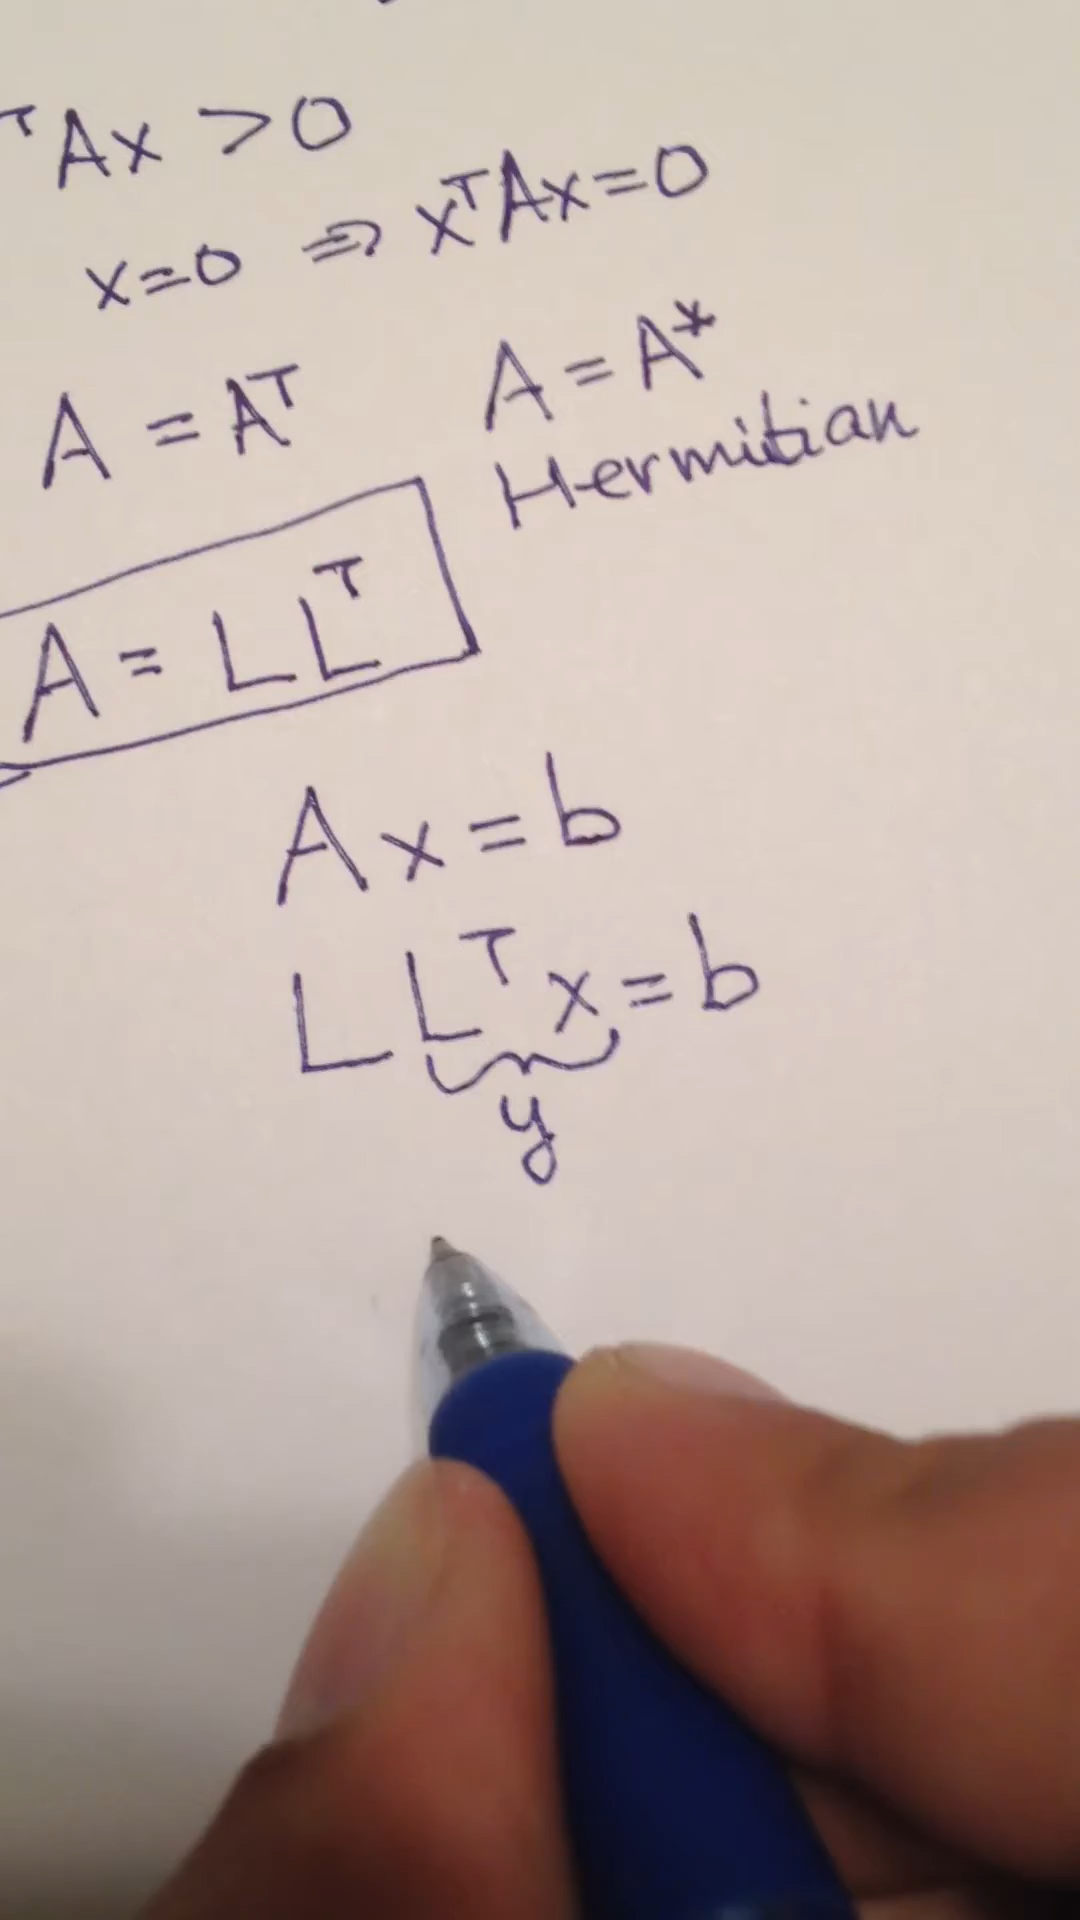 ᵀAx > 0
x=0 ⇒ xᵀAx=0
A = Aᵀ A = A*
Hermitian
A = LLᵀ
Ax = b
LLᵀx = b
y